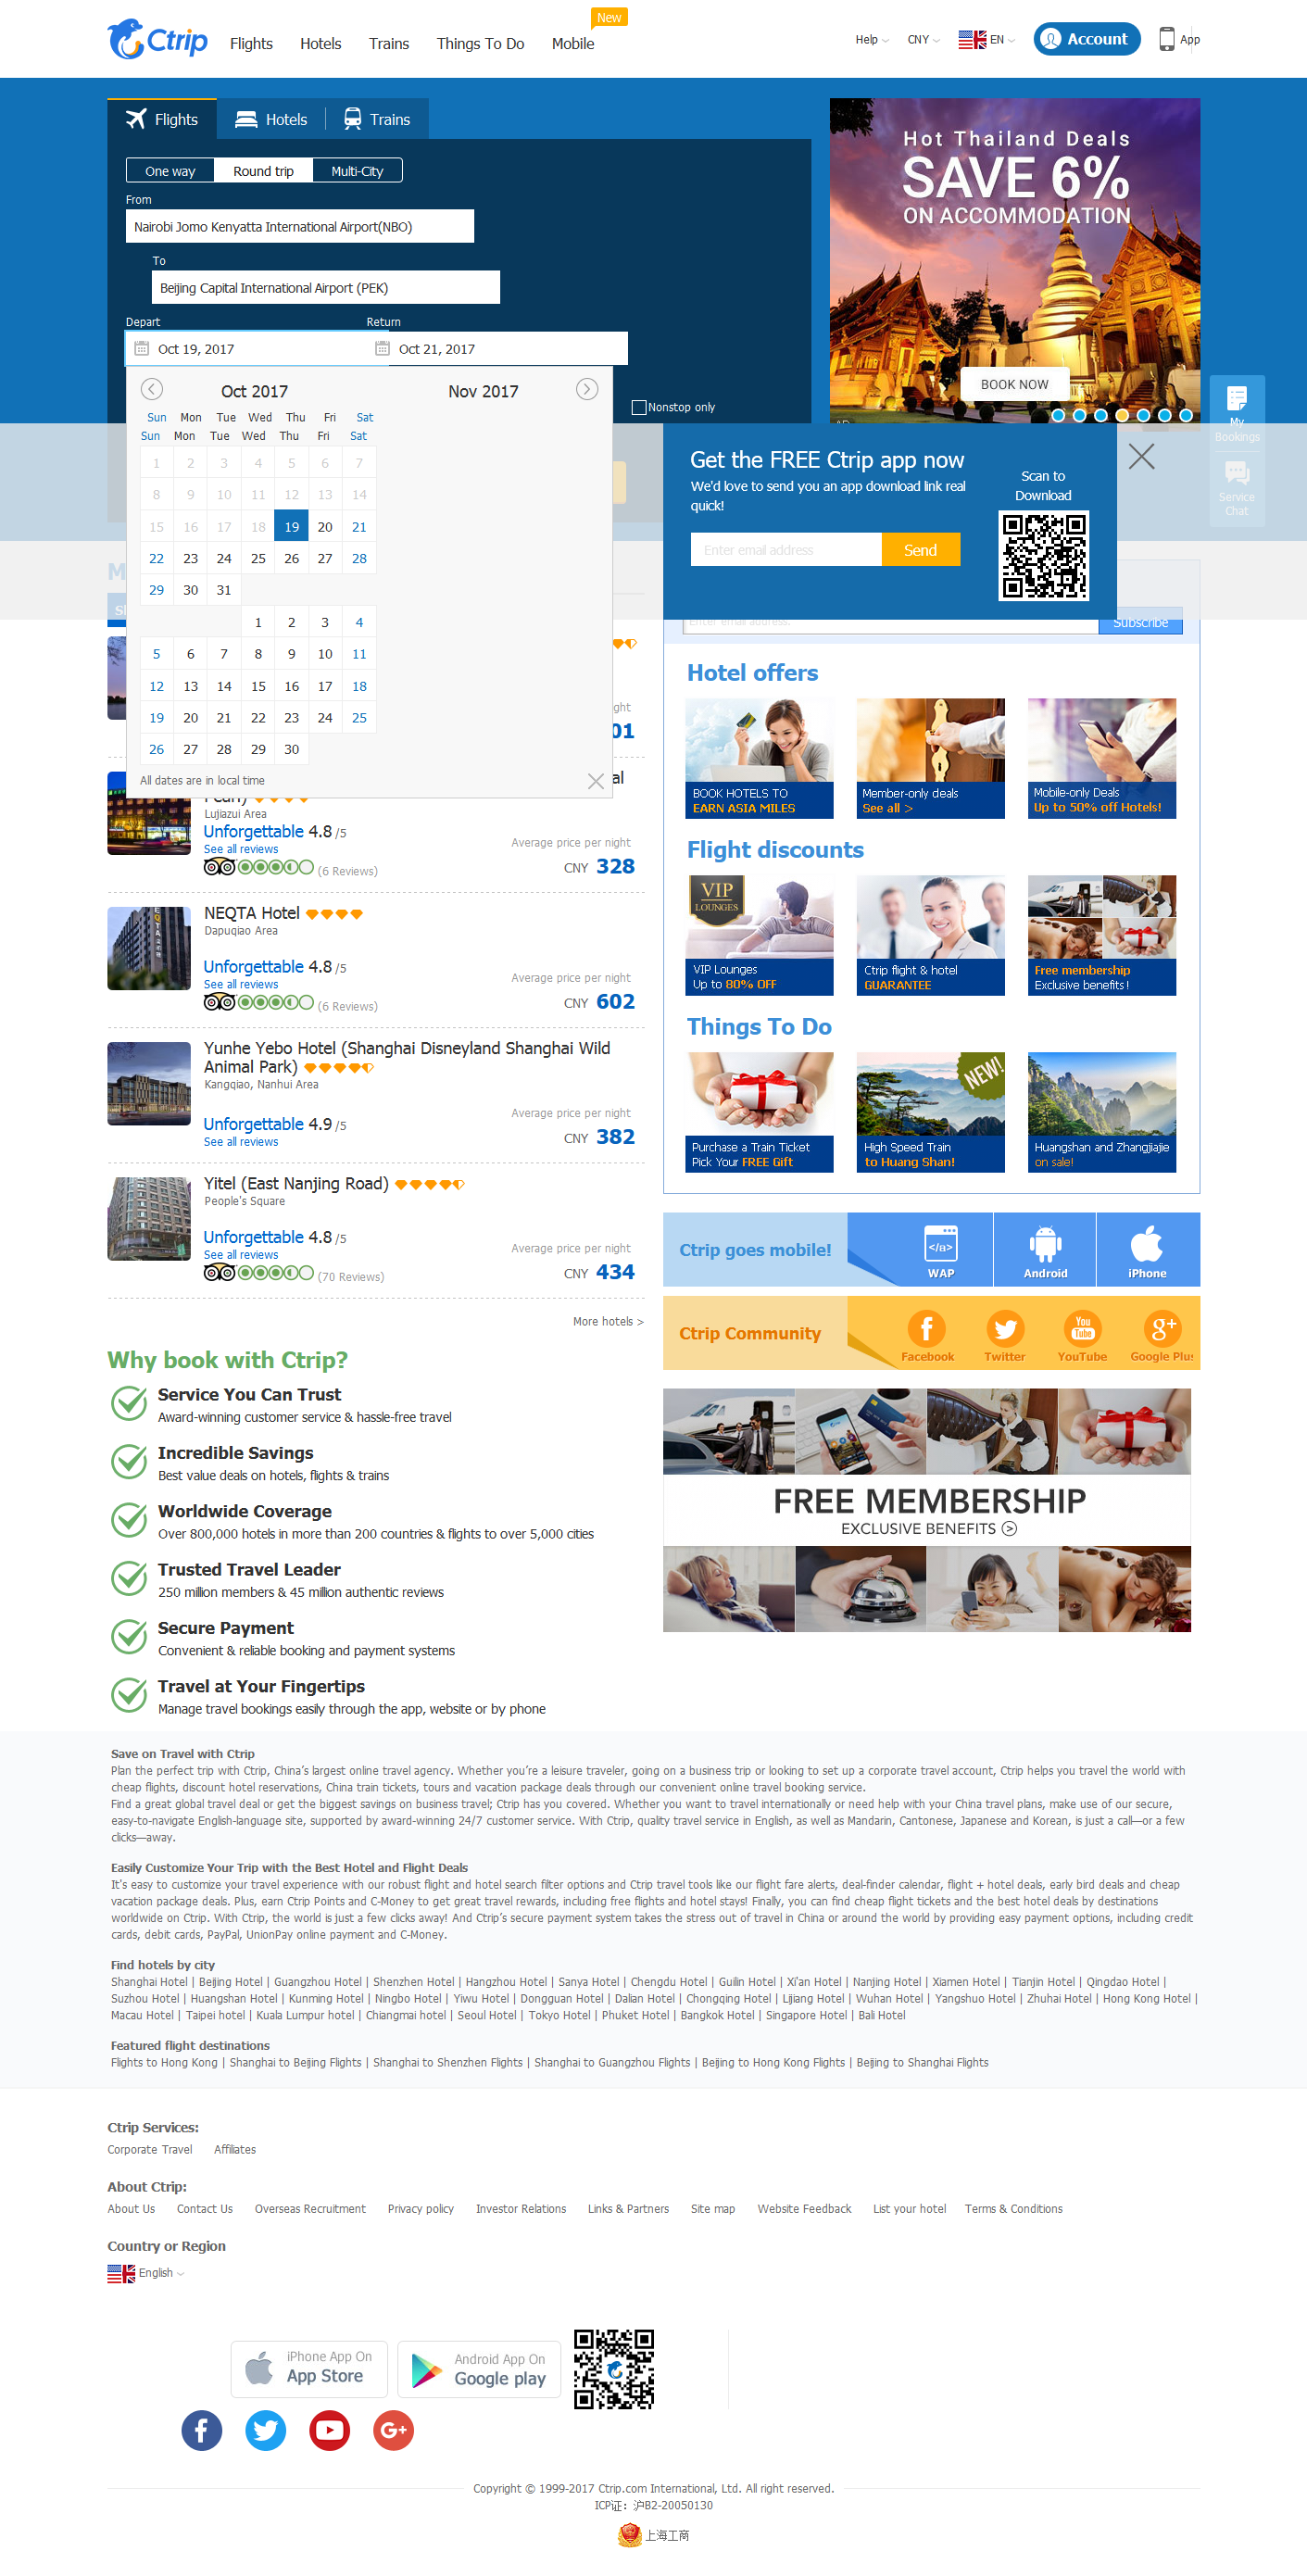 Ctrip
Flights
Hotels
Trains
Things To Do
Mobile
New
Help
CNY
EN
Account
App
Flights
Hotels
Trains
One way
Round trip
Multi-City
From
Nairobi Jomo Kenyatta International Airport(NBO)
To
Beijing Capital International Airport (PEK)
Depart
Return
Oct 19, 2017
Oct 21, 2017
Oct 2017
Nov 2017
Sun Mon Tue Wed Thu Fri Sat
Sun Mon Tue Wed Thu Fri Sat
1 2 3 4 5 6 7
8 9 10 11 12 13 14
15 16 17 18 19 20 21
22 23 24 25 26 27 28
29 30 31
1 2 3 4
5 6 7 8 9 10 11
12 13 14 15 16 17 18
19 20 21 22 23 24 25
26 27 28 29 30
All dates are in local time
Nonstop only
Hot Thailand Deals
SAVE 6%
ON ACCOMMODATION
BOOK NOW
My
Bookings
Service
Chat
Get the FREE Ctrip app now
We'd love to send you an app download link real
quick!
Enter email address
Send
Scan to
Download
Enter email address.
Subscribe
Lujiazui Area
Unforgettable 4.8 /5
See all reviews
(6 Reviews)
Average price per night
CNY 328
NEQTA Hotel
Dapuqiao Area
Unforgettable 4.8 /5
See all reviews
(6 Reviews)
Average price per night
CNY 602
Yunhe Yebo Hotel (Shanghai Disneyland Shanghai Wild
Animal Park)
Kangqiao, Nanhui Area
Unforgettable 4.9 /5
See all reviews
Average price per night
CNY 382
Yitel (East Nanjing Road)
People's Square
Unforgettable 4.8 /5
See all reviews
(70 Reviews)
Average price per night
CNY 434
More hotels >
Hotel offers
BOOK HOTELS TO
EARN ASIA MILES
Member-only deals
See all >
Mobile-only Deals
Up to 50% off Hotels!
Flight discounts
VIP
LOUNGES
VIP Lounges
Up to 80% OFF
Ctrip flight & hotel
GUARANTEE
Free membership
Exclusive benefits!
Things To Do
Purchase a Train Ticket
Pick Your FREE Gift
NEW!
High Speed Train
to Huang Shan!
Huangshan and Zhangjiajie
on sale!
Ctrip goes mobile!
</a>
WAP
Android
iPhone
Ctrip Community
Facebook
Twitter
You
Tube
YouTube
g+
Google Plus
FREE MEMBERSHIP
EXCLUSIVE BENEFITS
Why book with Ctrip?
Service You Can Trust
Award-winning customer service & hassle-free travel
Incredible Savings
Best value deals on hotels, flights & trains
Worldwide Coverage
Over 800,000 hotels in more than 200 countries & flights to over 5,000 cities
Trusted Travel Leader
250 million members & 45 million authentic reviews
Secure Payment
Convenient & reliable booking and payment systems
Travel at Your Fingertips
Manage travel bookings easily through the app, website or by phone
Save on Travel with Ctrip
Plan the perfect trip with Ctrip, China’s largest online travel agency. Whether you’re a leisure traveler, going on a business trip or looking to set up a corporate travel account, Ctrip helps you travel the world with
cheap flights, discount hotel reservations, China train tickets, tours and vacation package deals through our convenient online travel booking service.
Find a great global travel deal or get the biggest savings on business travel; Ctrip has you covered. Whether you want to travel internationally or need help with your China travel plans, make use of our secure,
easy-to-navigate English-language site, supported by award-winning 24/7 customer service. With Ctrip, quality travel service in English, as well as Mandarin, Cantonese, Japanese and Korean, is just a call—or a few
clicks—away.
Easily Customize Your Trip with the Best Hotel and Flight Deals
It's easy to customize your travel experience with our robust flight and hotel search filter options and Ctrip travel tools like our flight fare alerts, deal-finder calendar, flight + hotel deals, early bird deals and cheap
vacation package deals. Plus, earn Ctrip Points and C-Money to get great travel rewards, including free flights and hotel stays! Finally, you can find cheap flight tickets and the best hotel deals by destinations
worldwide on Ctrip. With Ctrip, the world is just a few clicks away! And Ctrip’s secure payment system takes the stress out of travel in China or around the world by providing easy payment options, including credit
cards, debit cards, PayPal, UnionPay online payment and C-Money.
Find hotels by city
Shanghai Hotel | Beijing Hotel | Guangzhou Hotel | Shenzhen Hotel | Hangzhou Hotel | Sanya Hotel | Chengdu Hotel | Guilin Hotel | Xi'an Hotel | Nanjing Hotel | Xiamen Hotel | Tianjin Hotel | Qingdao Hotel |
Suzhou Hotel | Huangshan Hotel | Kunming Hotel | Ningbo Hotel | Yiwu Hotel | Dongguan Hotel | Dalian Hotel | Chongqing Hotel | Lijiang Hotel | Wuhan Hotel | Yangshuo Hotel | Zhuhai Hotel | Hong Kong Hotel |
Macau Hotel | Taipei hotel | Kuala Lumpur hotel | Chiangmai hotel | Seoul Hotel | Tokyo Hotel | Phuket Hotel | Bangkok Hotel | Singapore Hotel | Bali Hotel
Featured flight destinations
Flights to Hong Kong | Shanghai to Beijing Flights | Shanghai to Shenzhen Flights | Shanghai to Guangzhou Flights | Beijing to Hong Kong Flights | Beijing to Shanghai Flights
Ctrip Services:
Corporate Travel Affiliates
About Ctrip:
About Us Contact Us Overseas Recruitment Privacy policy Investor Relations Links & Partners Site map Website Feedback List your hotel Terms & Conditions
Country or Region
English
iPhone App On
App Store
Android App On
Google play
G+
Copyright © 1999-2017 Ctrip.com International, Ltd. All right reserved.
ICP证：沪B2-20050130
上海工商